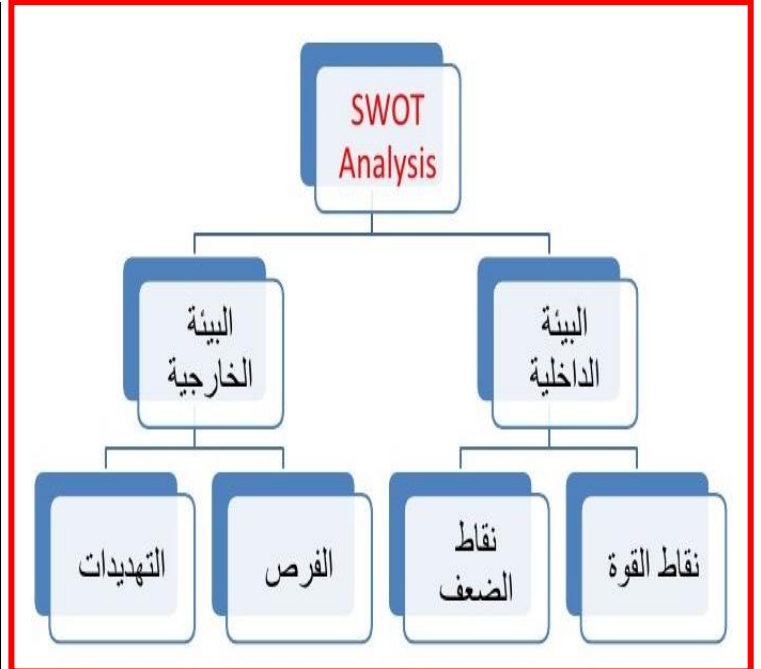 SWOT
Analysis
البيئة
الداخلية
البيئة
الخارجية
نقاط القوة
نقاط
الضعف
الفرص
التهديدات